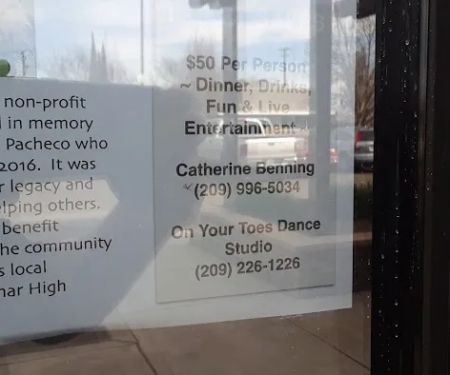 non-profit
in memory
Pacheco who
2016. It was
legacy and
lping others.
benefit
he community
s local
mar High
$50 Per Person
~ Dinner, Drinks,
Fun & Live
Entertainment ~
Catherine Benning
(209) 996-5034
On Your Toes Dance
Studio
(209) 226-1226